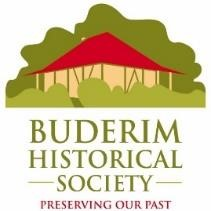 BUDERIM
HISTORICAL
SOCIETY
PRESERVING OUR PAST